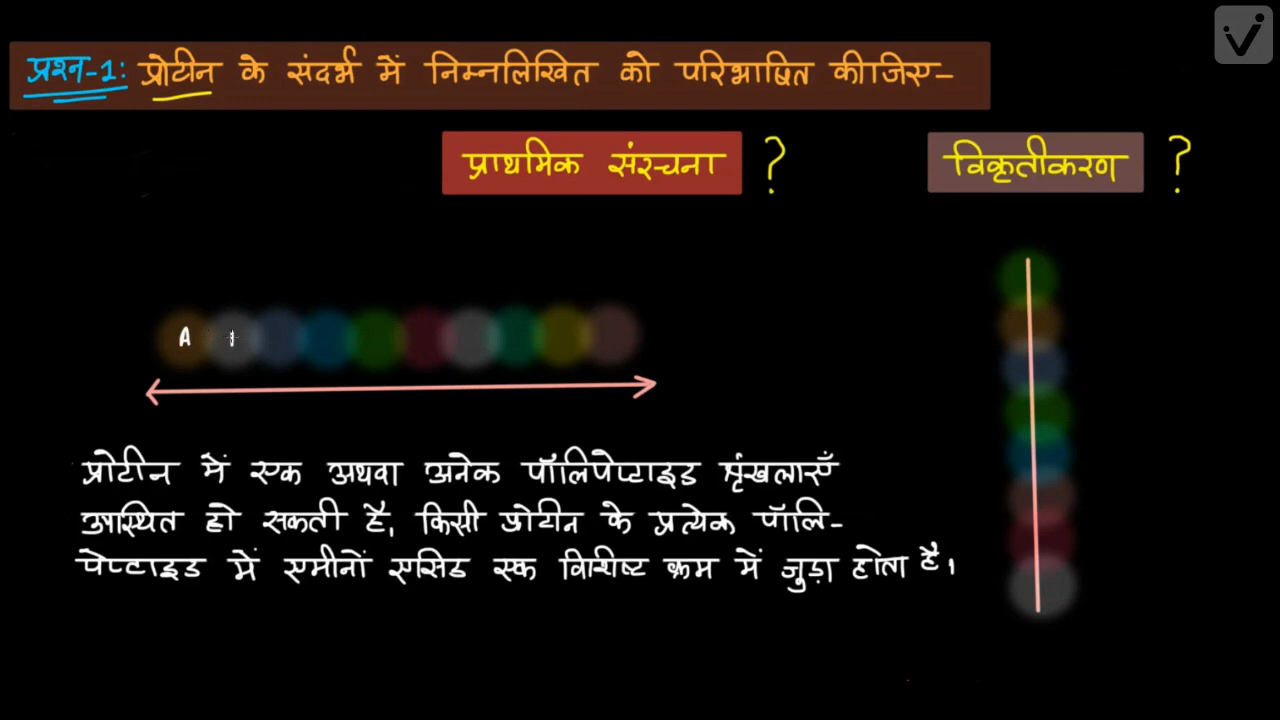 प्रश्न-1: प्रोटीन के संदर्भ में निम्नलिखित को परिभाषित कीजिए-
प्राथमिक संरचना ?
विकृतीकरण ?
A
प्रोटीन में एक अथवा अनेक पॉलिपेप्टाइड शृंखलाएँ
उपस्थित हो सकती है, किसी प्रोटीन के प्रत्येक पॉलि-
पेप्टाइड में एमीनों एसिड एक विशिष्ट क्रम में जुड़ा होता है।